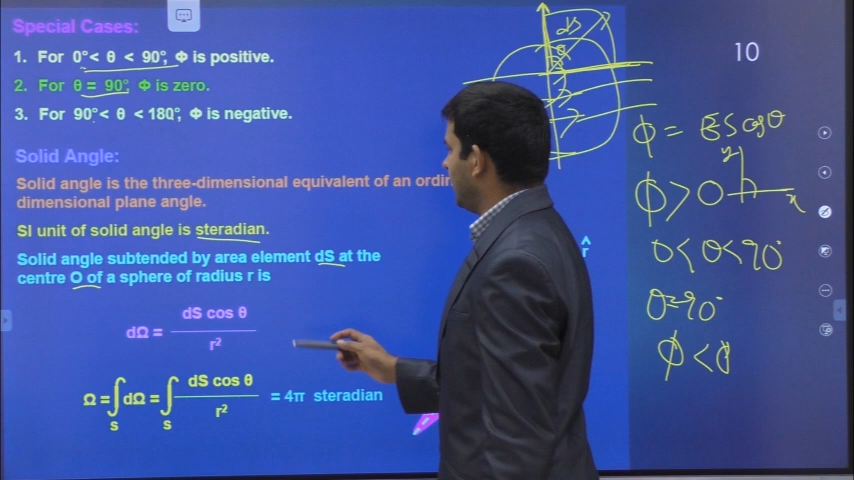 Special Cases:
1. For 0°< θ < 90°, Φ is positive.
2. For θ = 90°, Φ is zero.
3. For 90°< θ < 180°, Φ is negative.
Solid Angle:
Solid angle is the three-dimensional equivalent of an
dimensional plane angle.
SI unit of solid angle is steradian.
Solid angle subtended by area element dS at the
centre O of a sphere of radius r is
dΩ = dS cos θ / r²
Ω = ∫ dΩ = ∫ dS cos θ / r² = 4π steradian
S S
r̂
dS
10
ϕ = ES cos θ
y
ϕ > 0
x
0 < θ < 90°
θ = 90°
ϕ < 0